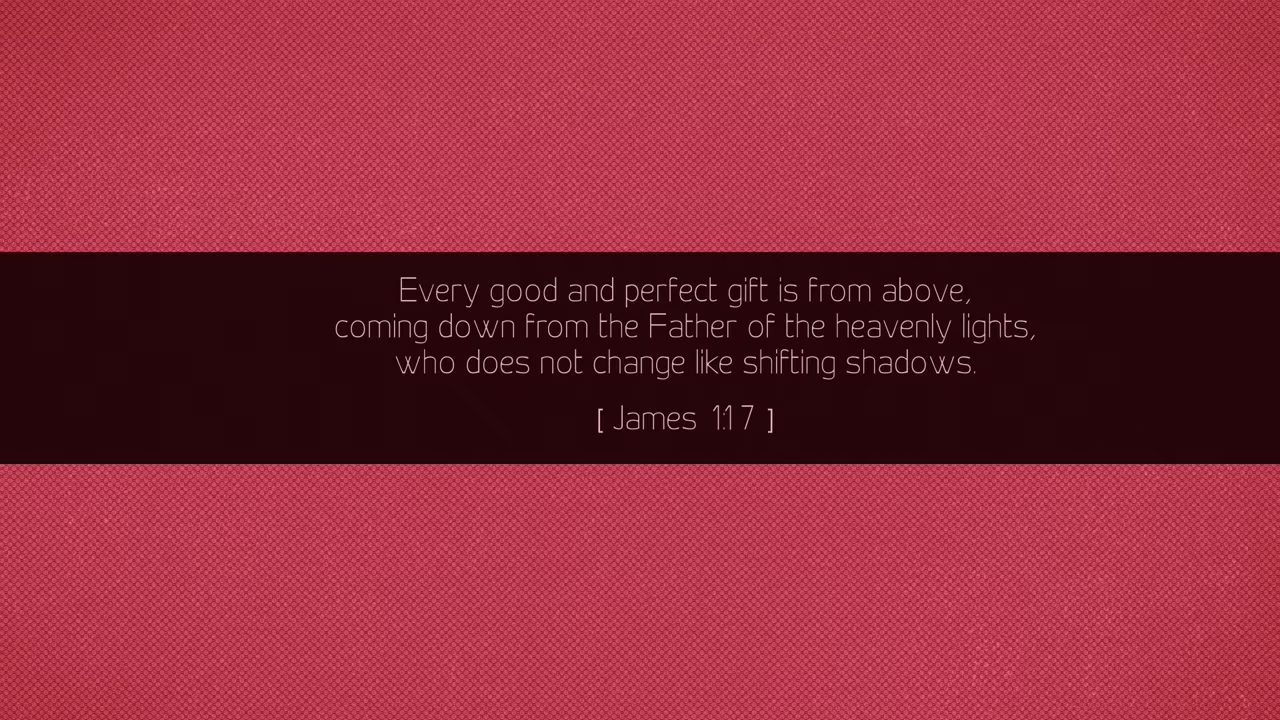 Every good and perfect gift is from above,
coming down from the Father of the heavenly lights,
who does not change like shifting shadows.
[ James 1:17 ]